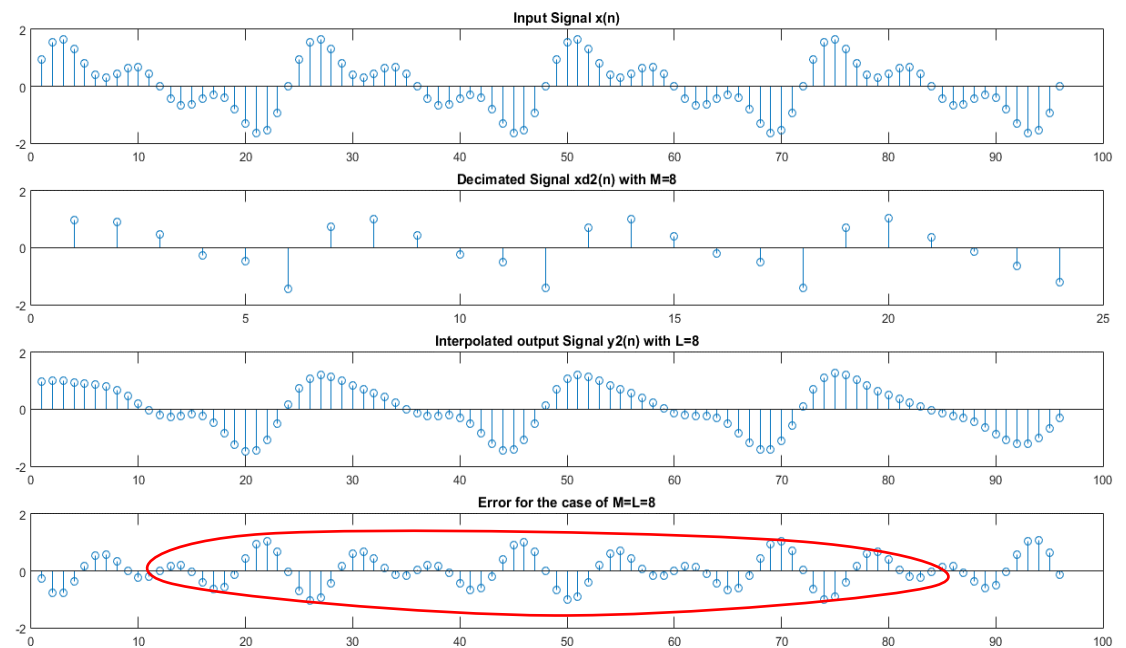 Input Signal x(n)
2
0
-2
0 10 20 30 40 50 60 70 80 90 100
Decimated Signal xd2(n) with M=8
2
0
-2
0 5 10 15 20 25
Interpolated output Signal y2(n) with L=8
2
0
-2
0 10 20 30 40 50 60 70 80 90 100
Error for the case of M=L=8
2
0
-2
0 10 20 30 40 50 60 70 80 90 100